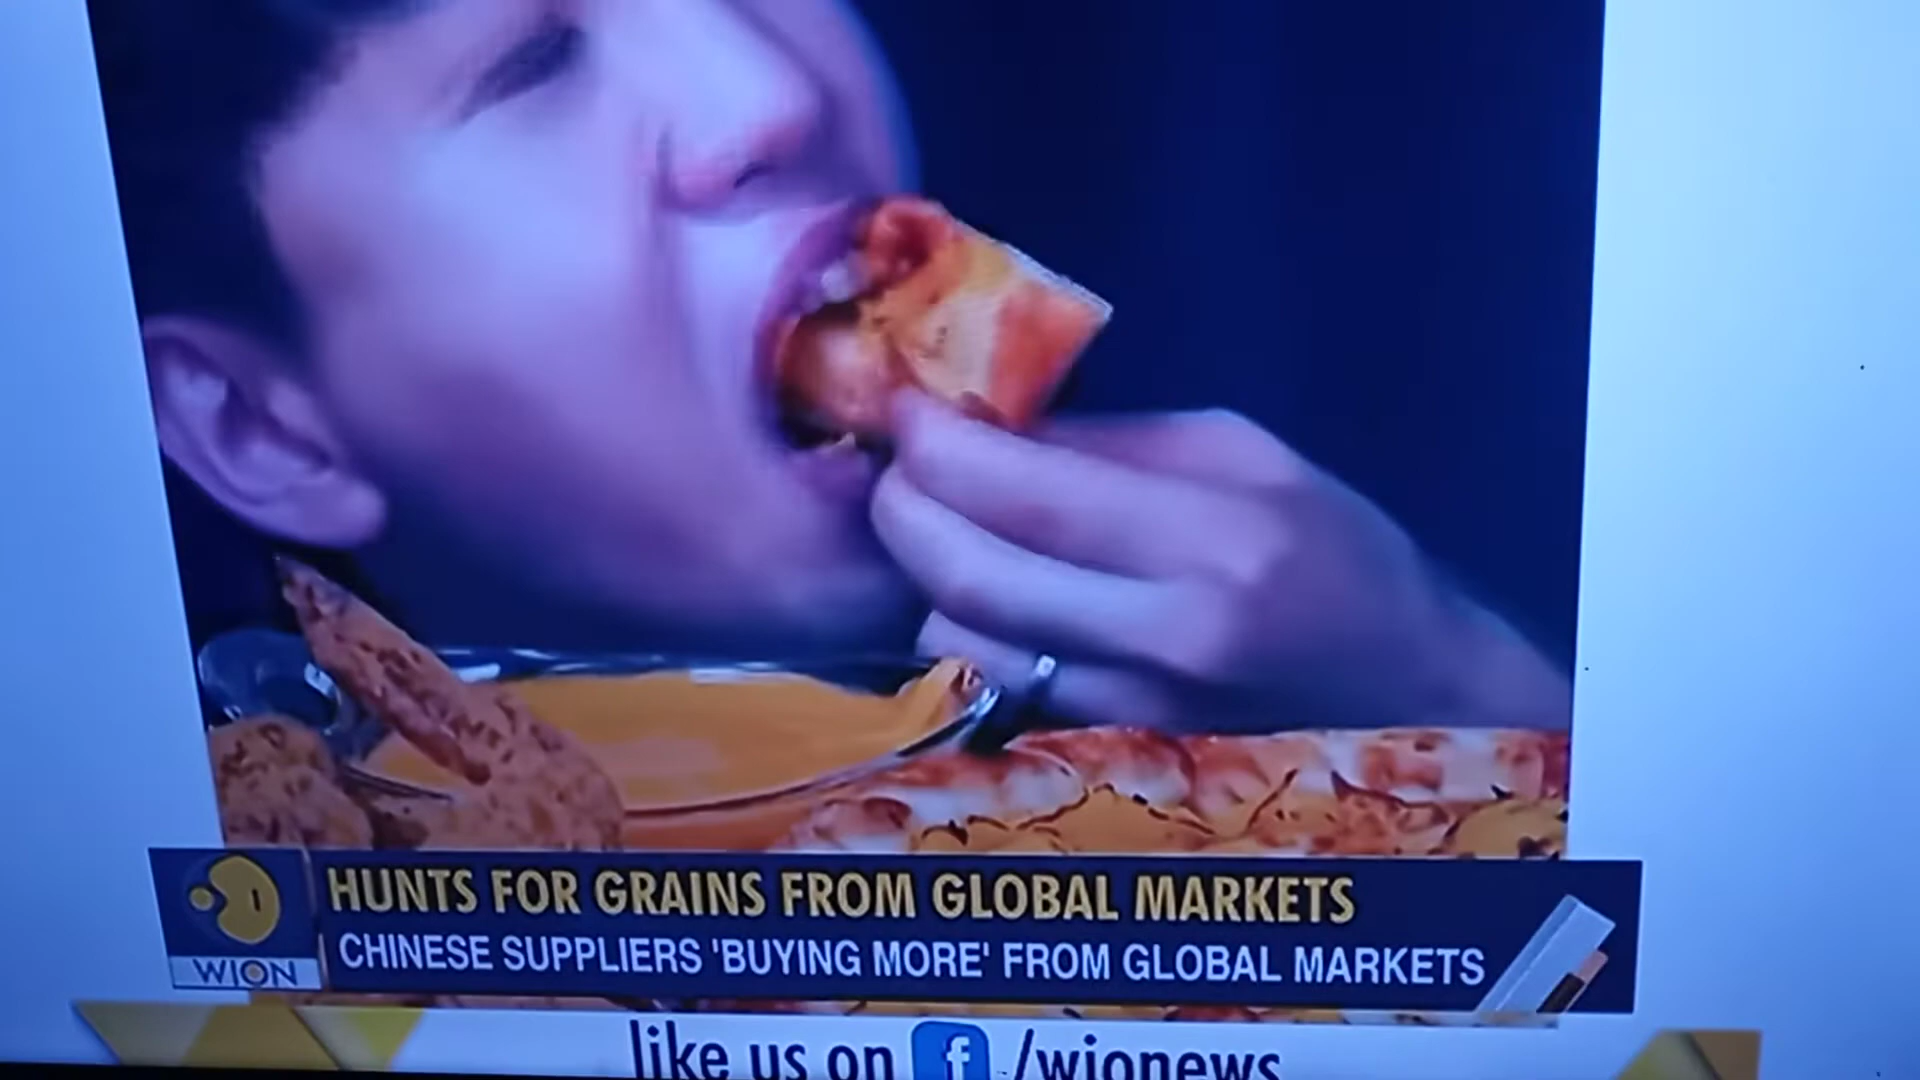 HUNTS FOR GRAINS FROM GLOBAL MARKETS
CHINESE SUPPLIERS 'BUYING MORE' FROM GLOBAL MARKETS
WION
like us on f /wionews